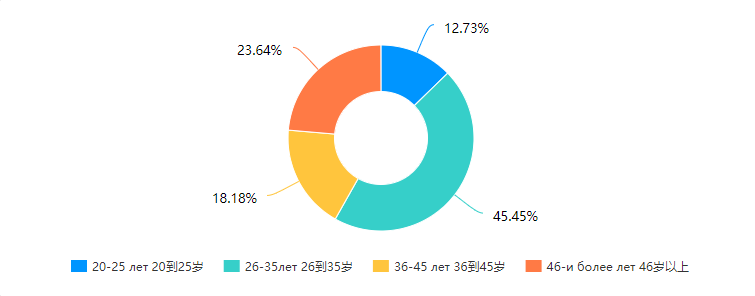 12.73%
23.64%
18.18%
45.45%
20-25 лет 20到25岁 26-35лет 26到35岁 36-45 лет 36到45岁 46-и более лет 46岁以上